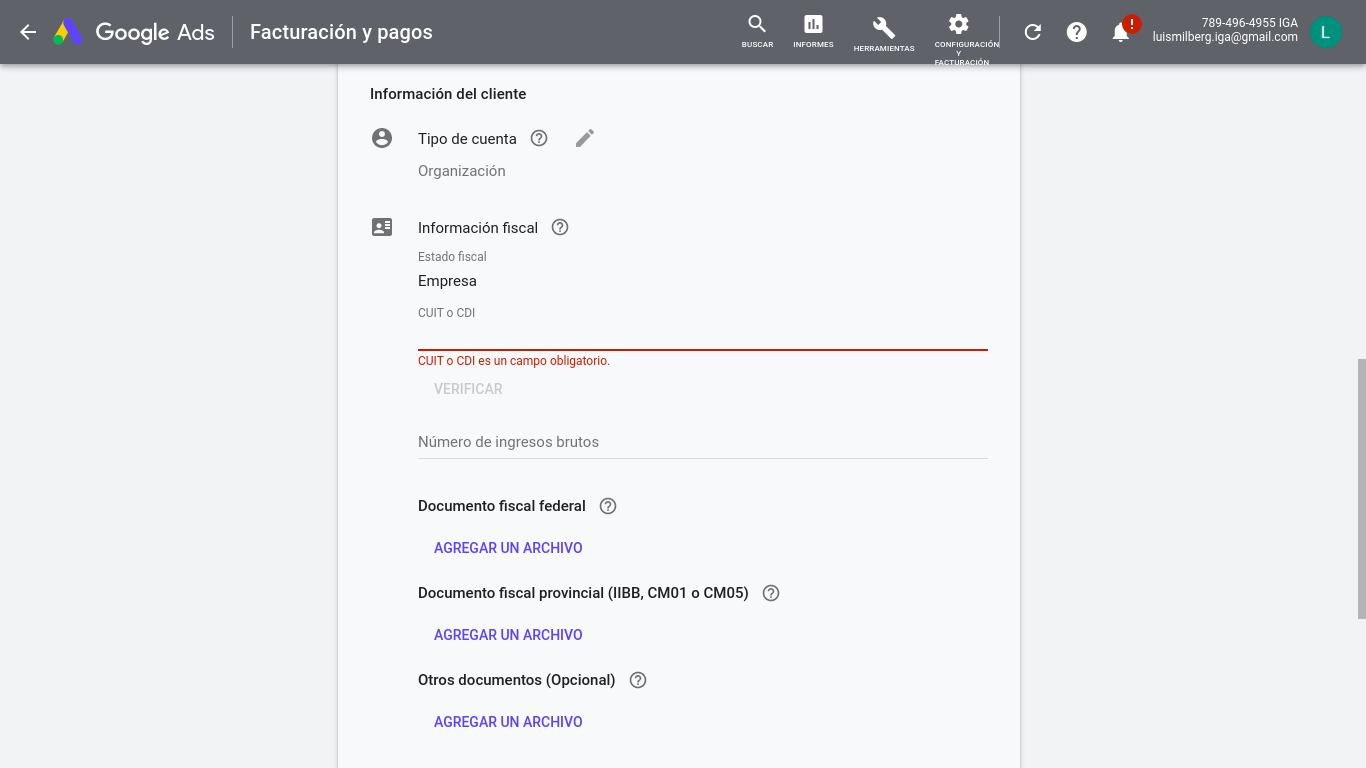 Google Ads
Facturación y pagos
BUSCAR
INFORMES
HERRAMIENTAS
CONFIGURACIÓN
Y
FACTURACIÓN
!
789-496-4955 IGA
luismilberg.iga@gmail.com
L
Información del cliente
Tipo de cuenta
Organización
Información fiscal
Estado fiscal
Empresa
CUIT o CDI
CUIT o CDI es un campo obligatorio.
VERIFICAR
Número de ingresos brutos
Documento fiscal federal
AGREGAR UN ARCHIVO
Documento fiscal provincial (IIBB, CM01 o CM05)
AGREGAR UN ARCHIVO
Otros documentos (Opcional)
AGREGAR UN ARCHIVO